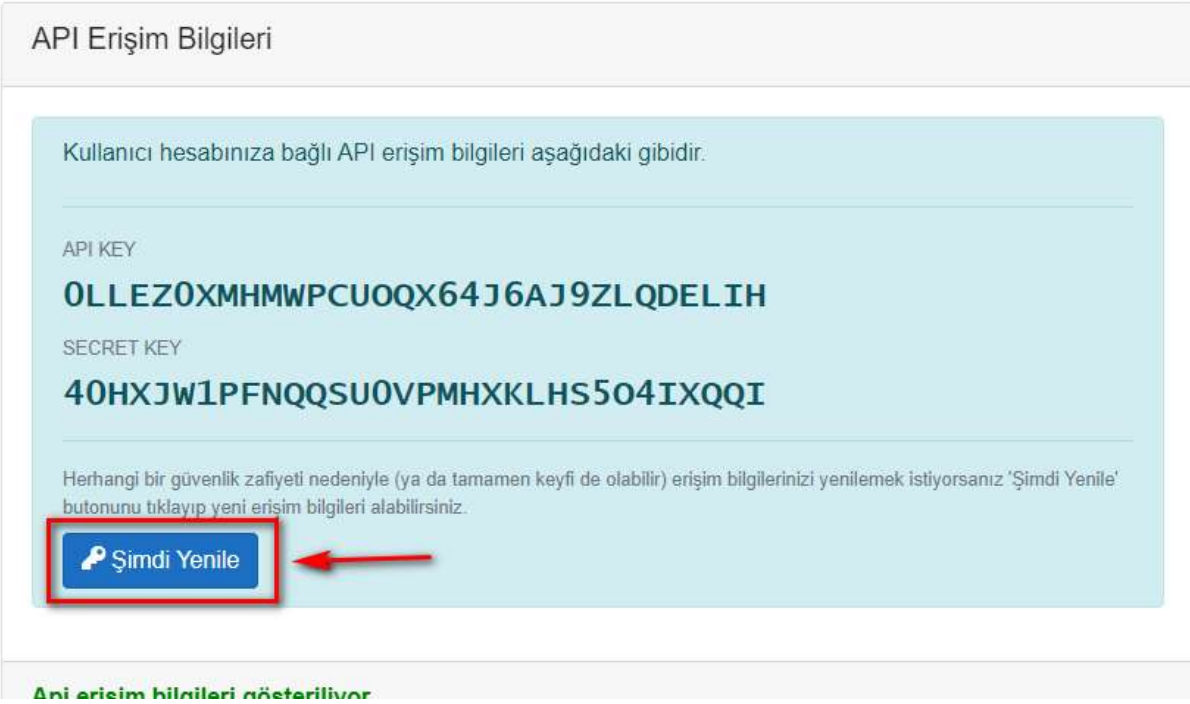 API Erişim Bilgileri
Kullanıcı hesabınıza bağlı API erişim bilgileri aşağıdaki gibidir.
API KEY
0LLEZ0XMHMWPCUOQX64J6AJ9ZLQDELIH
SECRET KEY
40HXJW1PFNQQSU0VPMHXKLHS5O4IXQQI
Herhangi bir güvenlik zafiyeti nedeniyle (ya da tamamen keyfi de olabilir) erişim bilgilerinizi yenilemek istiyorsanız 'Şimdi Yenile'
butonunu tıklayıp yeni erişim bilgileri alabilirsiniz.
Şimdi Yenile
Api erişim bilgileri gösteriliyor